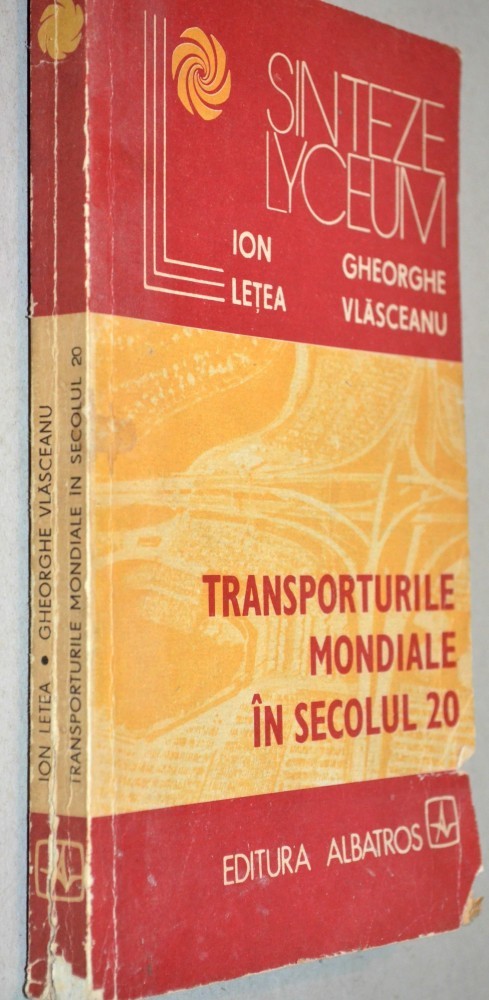 SINTEZE
LYCEUM
ION GHEORGHE
LEȚEA VLĂSCEANU
TRANSPORTURILE
MONDIALE
ÎN SECOLUL 20
EDITURA ALBATROS
ION LEȚEA • GHEORGHE VLĂSCEANU
TRANSPORTURILE MONDIALE ÎN SECOLUL 20